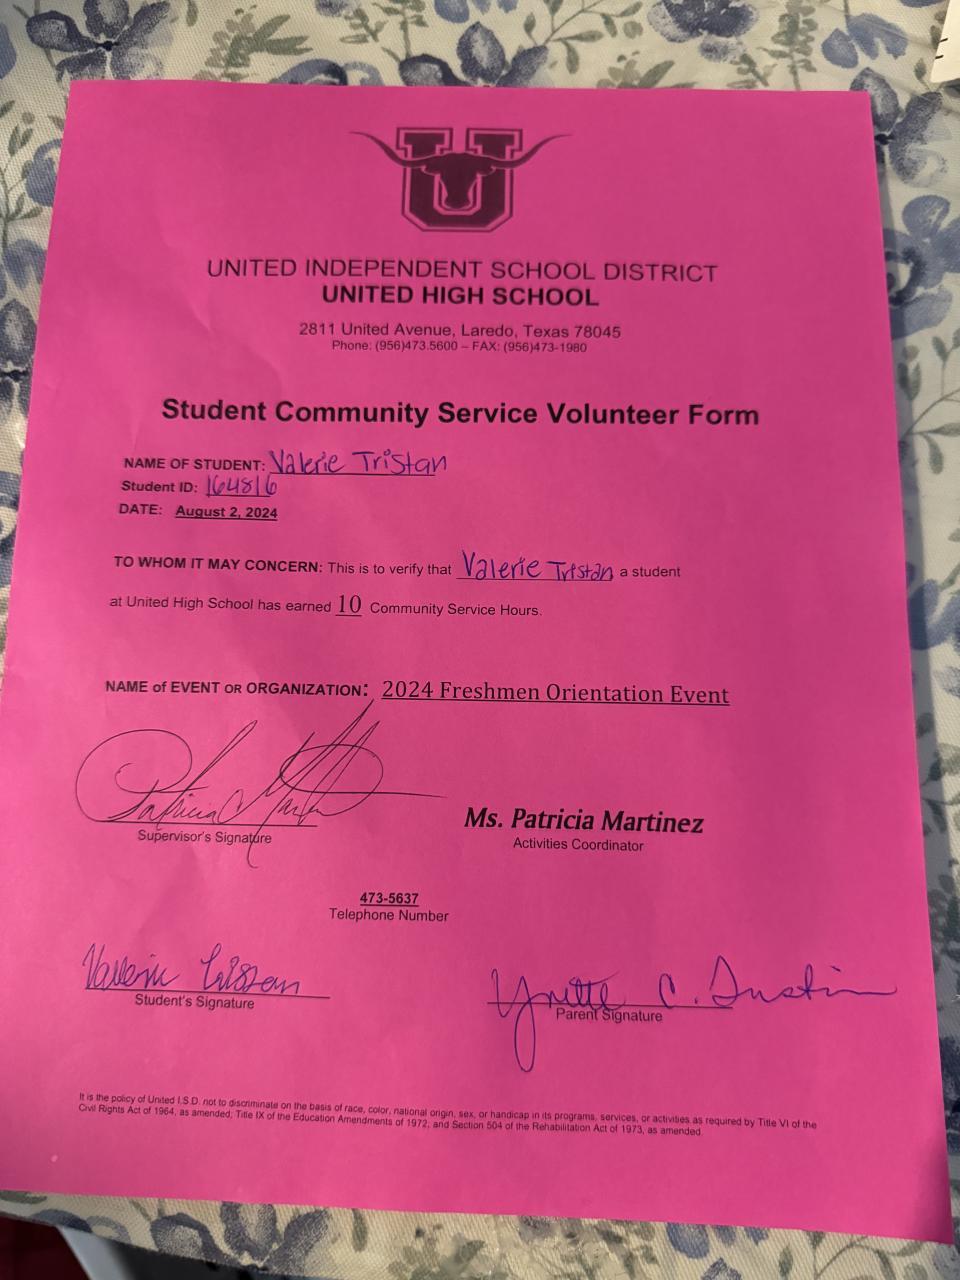 U
UNITED INDEPENDENT SCHOOL DISTRICT
UNITED HIGH SCHOOL
2811 United Avenue, Laredo, Texas 78045
Phone: (956)473.5600 – FAX: (956)473-1980
Student Community Service Volunteer Form
NAME OF STUDENT: Valerie Tristan
Student ID: 164816
DATE: August 2, 2024
TO WHOM IT MAY CONCERN: This is to verify that Valerie Tristan a student
at United High School has earned 10 Community Service Hours.
NAME of EVENT OR ORGANIZATION: 2024 Freshmen Orientation Event
Patricia Martinez
Supervisor's Signature
Ms. Patricia Martinez
Activities Coordinator
473-5637
Telephone Number
Valerie Tristan
Student's Signature
Yvette C.
Parent Signature
It is the policy of United I.S.D. not to discriminate on the basis of race, color, national origin, sex, or handicap in its programs, services, or activities as required by Title VI of the
Civil Rights Act of 1964, as amended; Title IX of the Education Amendments of 1972; and Section 504 of the Rehabilitation Act of 1973, as amended.